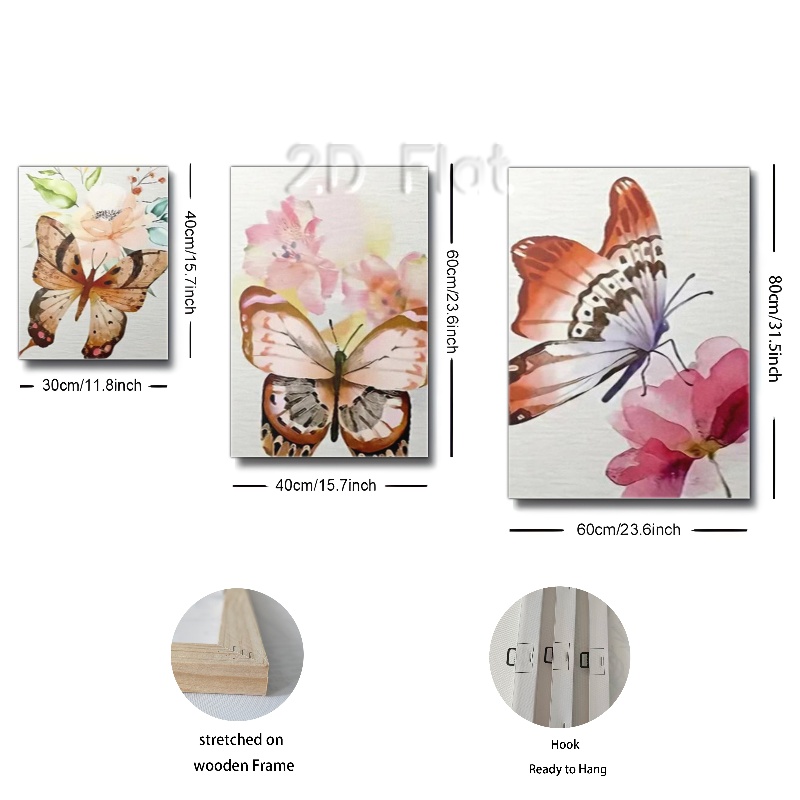 2D Flat
40cm/15.7inch
30cm/11.8inch
60cm/23.6inch
40cm/15.7inch
80cm/31.5inch
60cm/23.6inch
stretched on
wooden Frame
Hook
Ready to Hang